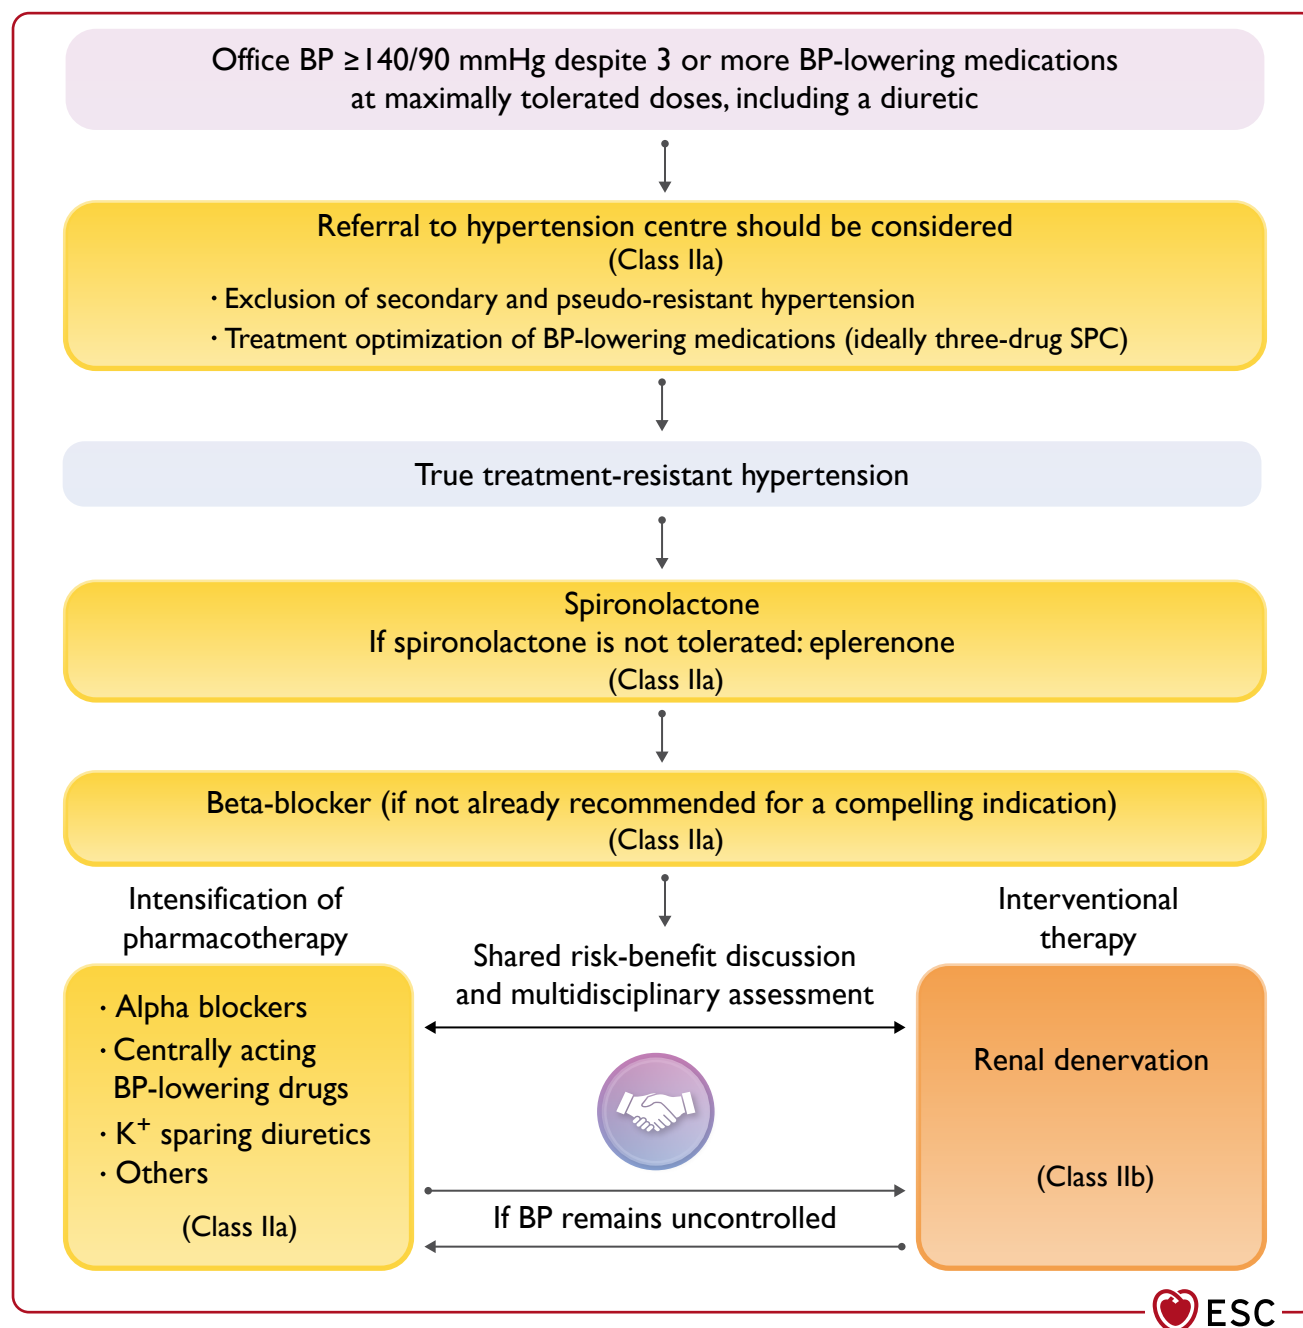 Office BP ≥140/90 mmHg despite 3 or more BP-lowering medications
at maximally tolerated doses, including a diuretic
Referral to hypertension centre should be considered
(Class IIa)
· Exclusion of secondary and pseudo-resistant hypertension
· Treatment optimization of BP-lowering medications (ideally three-drug SPC)
True treatment-resistant hypertension
Spironolactone
If spironolactone is not tolerated: eplerenone
(Class IIa)
Beta-blocker (if not already recommended for a compelling indication)
(Class IIa)
Intensification of
pharmacotherapy
· Alpha blockers
· Centrally acting
BP-lowering drugs
· K⁺ sparing diuretics
· Others
(Class IIa)
Shared risk-benefit discussion
and multidisciplinary assessment
If BP remains uncontrolled
Interventional
therapy
Renal denervation
(Class IIb)
ESC